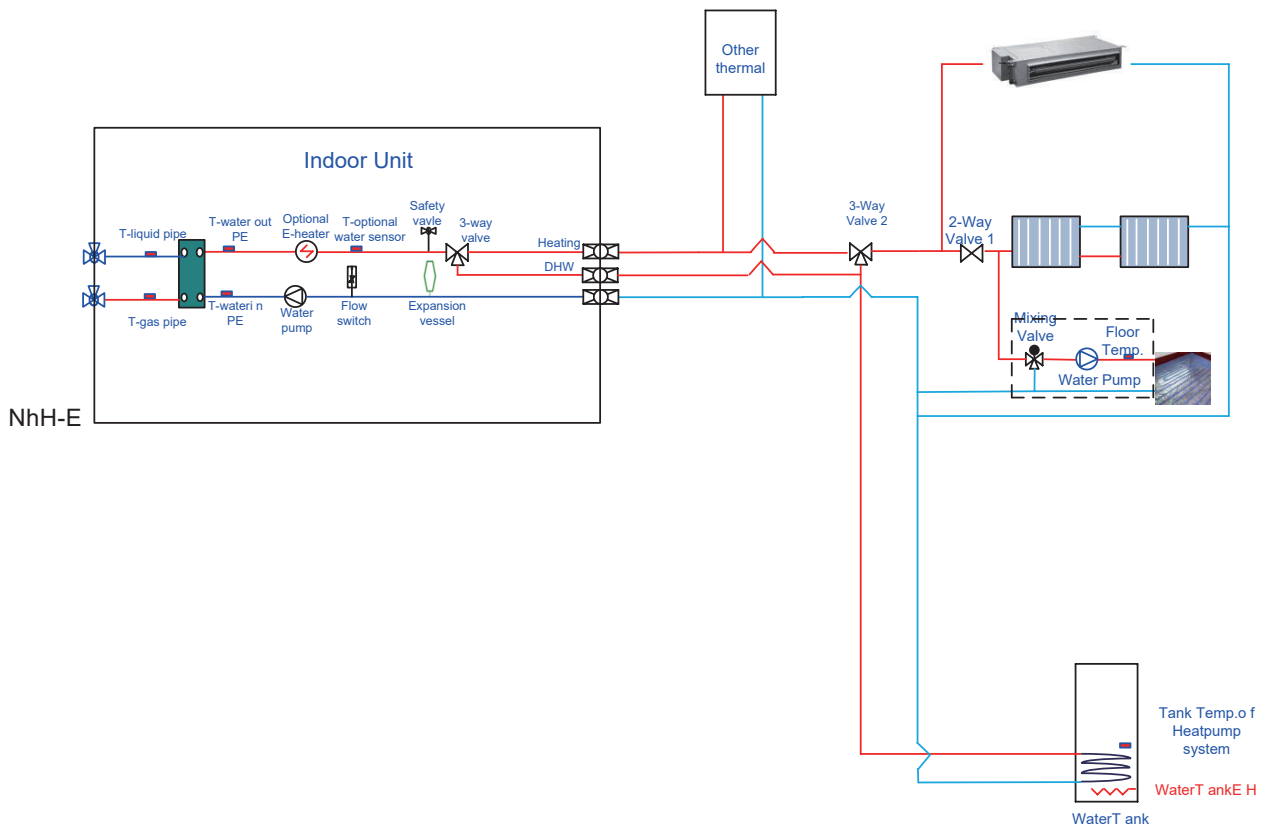 Other
thermal
Indoor Unit
Safety
vavle
3-way
valve
T-water out
PE
Optional
E-heater
T-optional
water sensor
T-liquid pipe
Heating
DHW
3-Way
Valve 2
2-Way
Valve 1
T-gas pipe
T-wateri n
PE
Water
pump
Flow
switch
Expansion
vessel
Mixing
Valve
Floor
Temp.
Water Pump
NhH-E
Tank Temp.o f
Heatpump
system
WaterT ankE H
WaterT ank